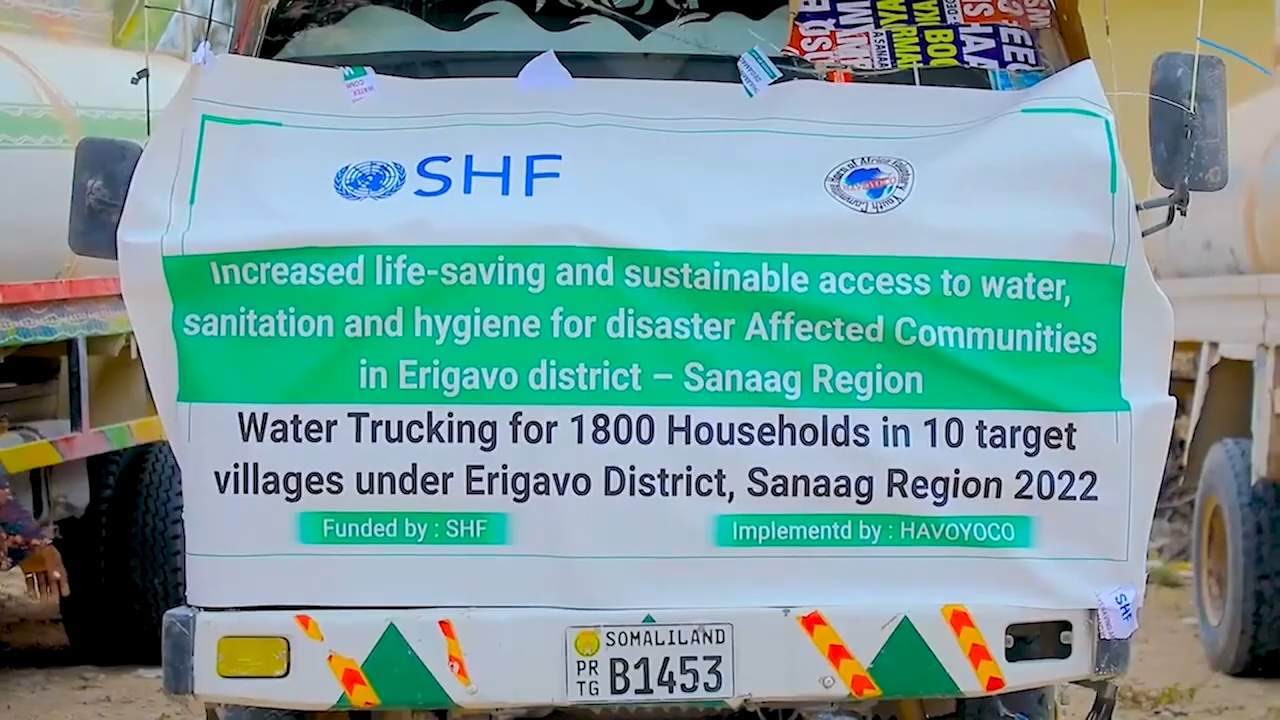 SHF
HAVOYOCO
Increased life-saving and sustainable access to water,
sanitation and hygiene for disaster Affected Communities
in Erigavo district – Sanaag Region
Water Trucking for 1800 Households in 10 target
villages under Erigavo District, Sanaag Region 2022
Funded by : SHF
Implementd by : HAVOYOCO
SHF
SOMALILAND
PR
TG
B1453